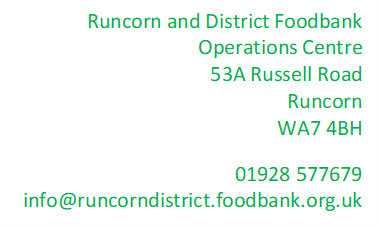 Runcorn and District Foodbank
Operations Centre
53A Russell Road
Runcorn
WA7 4BH
01928 577679
info@runcorndistrict.foodbank.org.uk